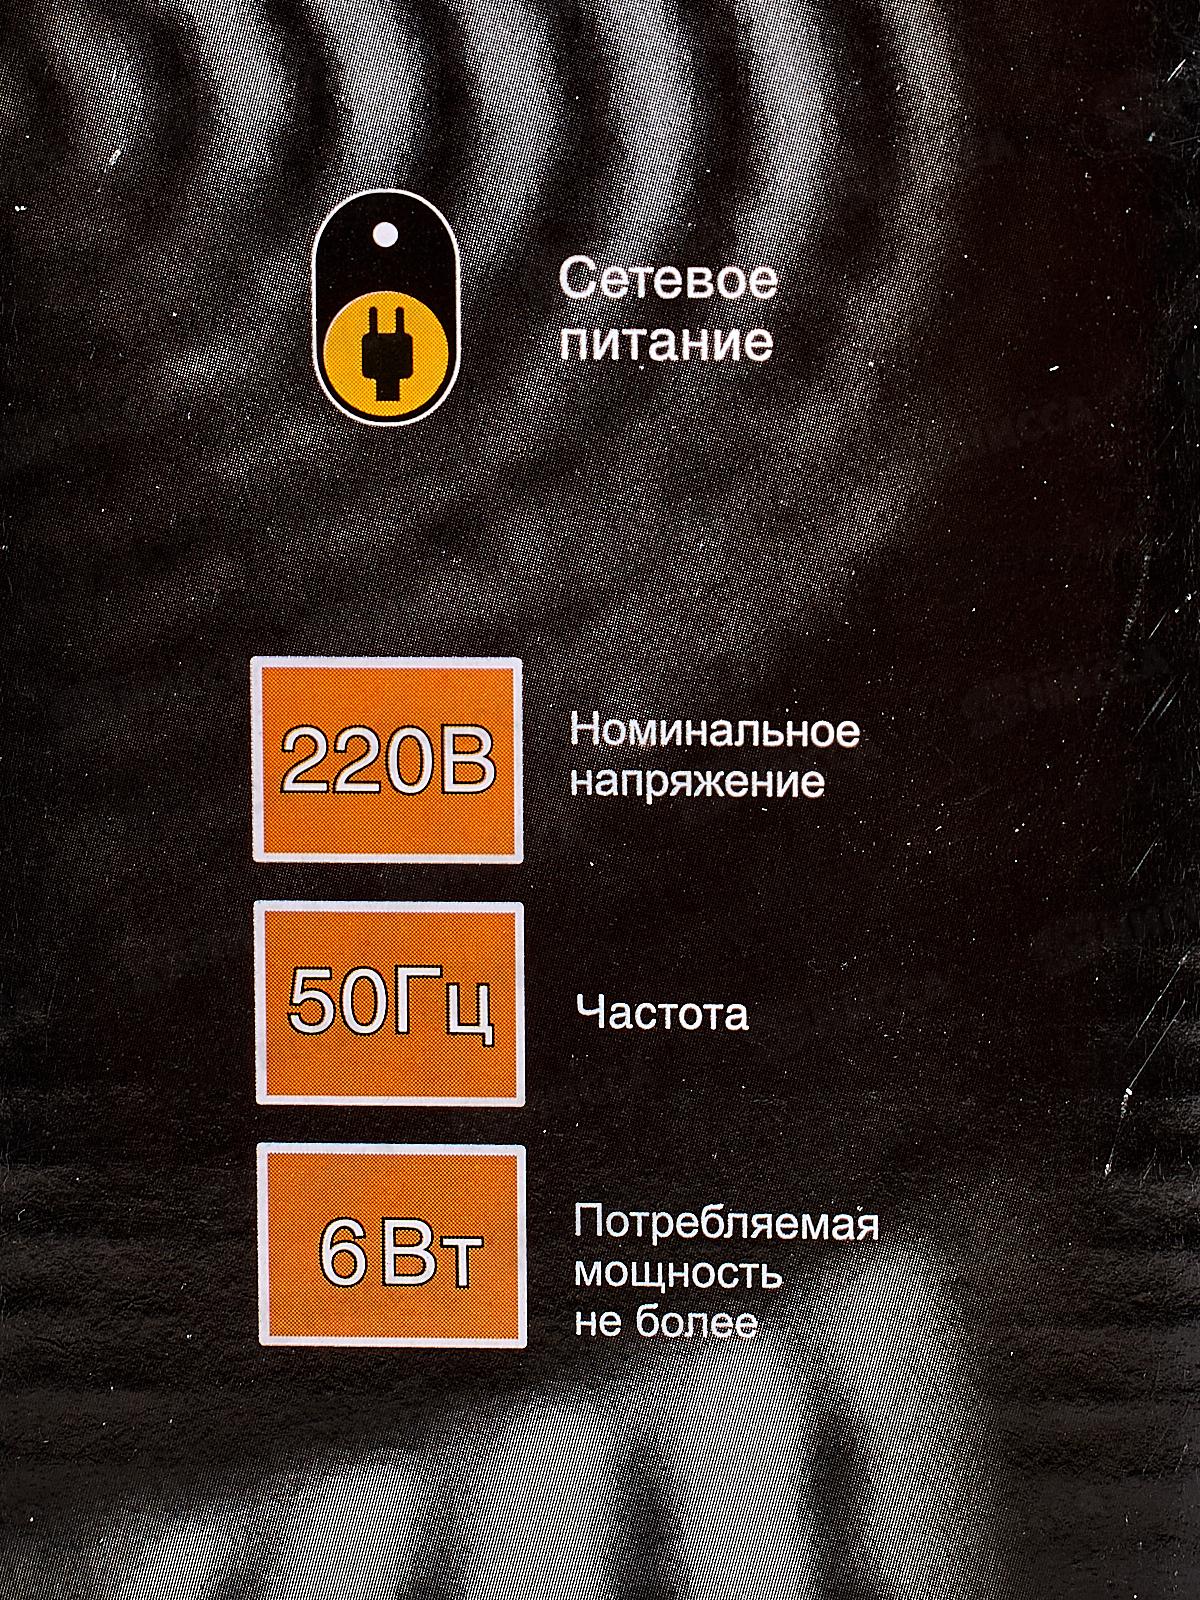 Сетевое
питание
220В
Номинальное
напряжение
50Гц
Частота
6Вт
Потребляемая
мощность
не более